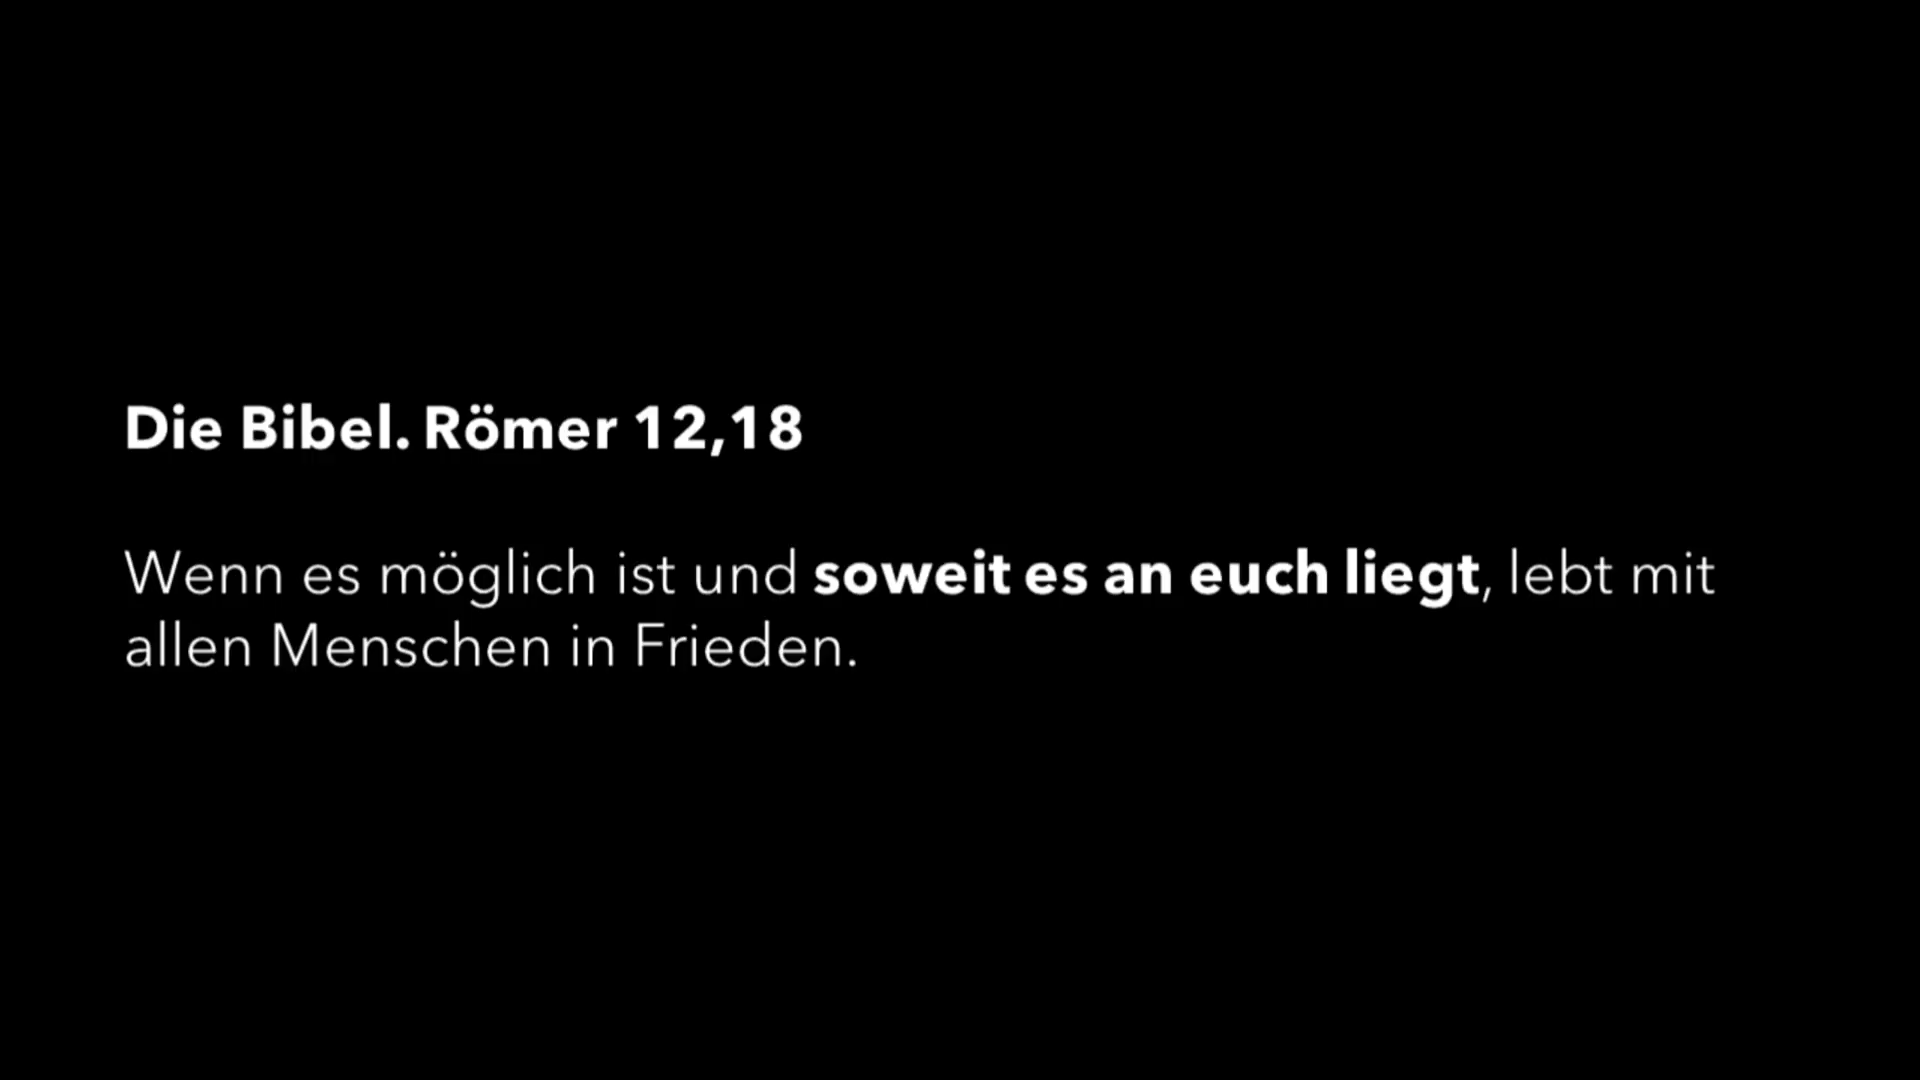 Die Bibel. Römer 12,18
Wenn es möglich ist und soweit es an euch liegt, lebt mit
allen Menschen in Frieden.